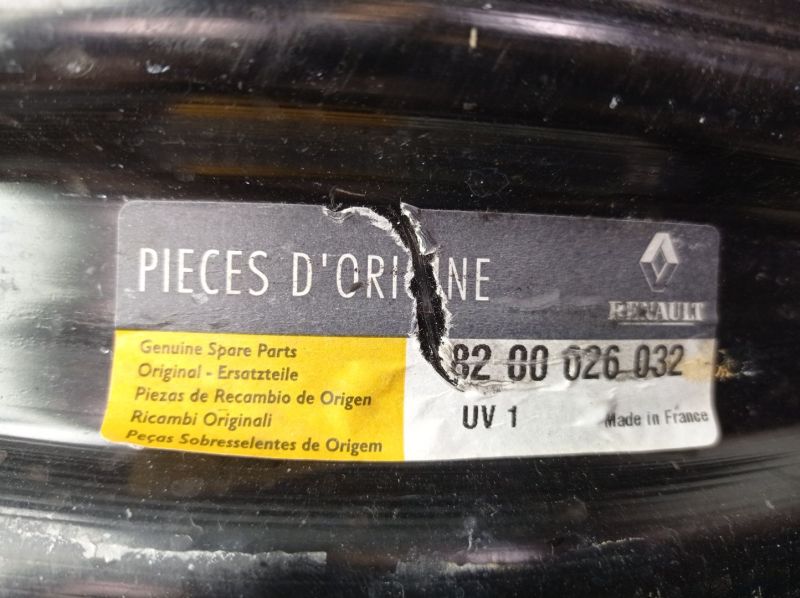 PIECES D'ORIGINE
RENAULT
Genuine Spare Parts
Original - Ersatzteile
Piezas de Recambio de Origen
Ricambi Originali
Peças Sobresselentes de Origem
82 00 026 032
UV 1
Made in France